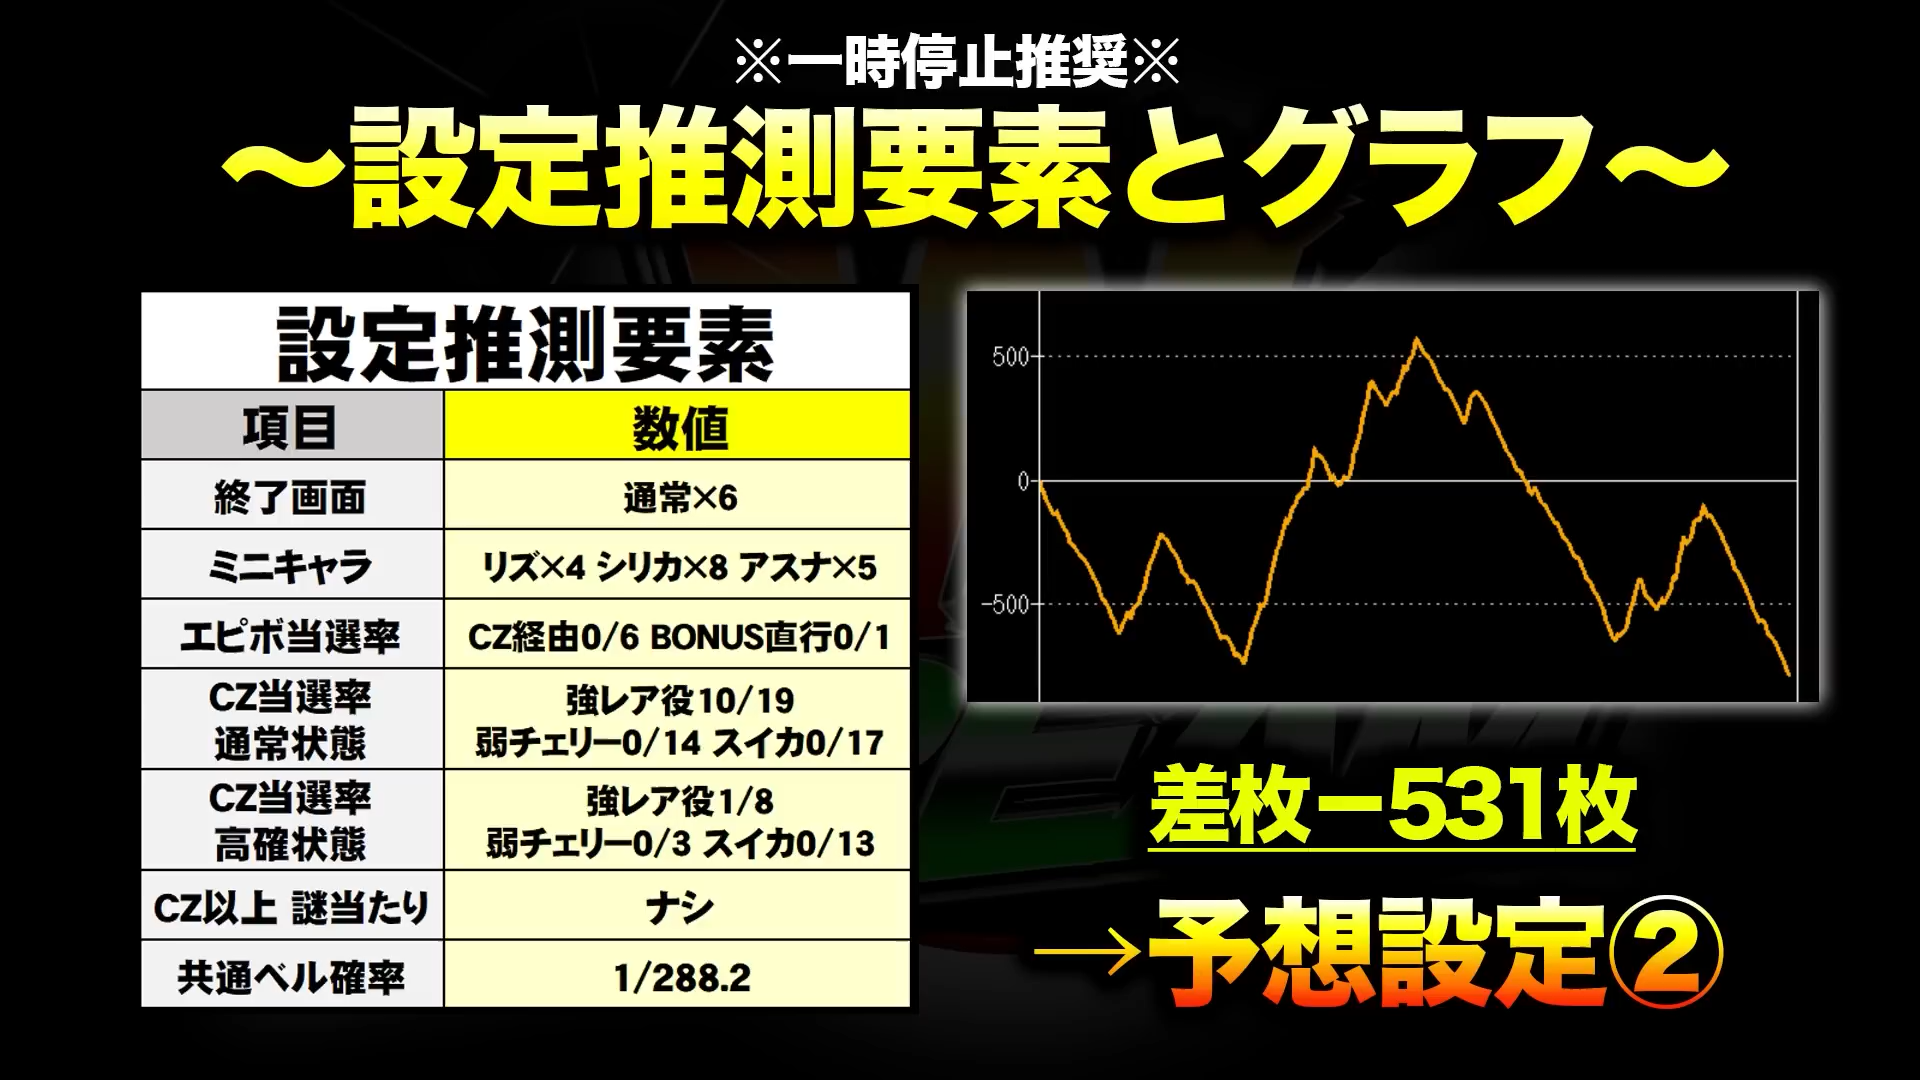 ※一時停止推奨※
～設定推測要素とグラフ～
設定推測要素
項目 数値
終了画面 通常×6
ミニキャラ リズ×4 シリカ×8 アスナ×5
エピボ当選率 CZ経由0/6 BONUS直行0/1
CZ当選率 通常状態
強レア役10/19
弱チェリー0/14 スイカ0/17
CZ当選率 高確状態
強レア役1/8
弱チェリー0/3 スイカ0/13
CZ以上 謎当たり ナシ
共通ベル確率 1/288.2
500
0
-500
差枚-531枚
→予想設定②